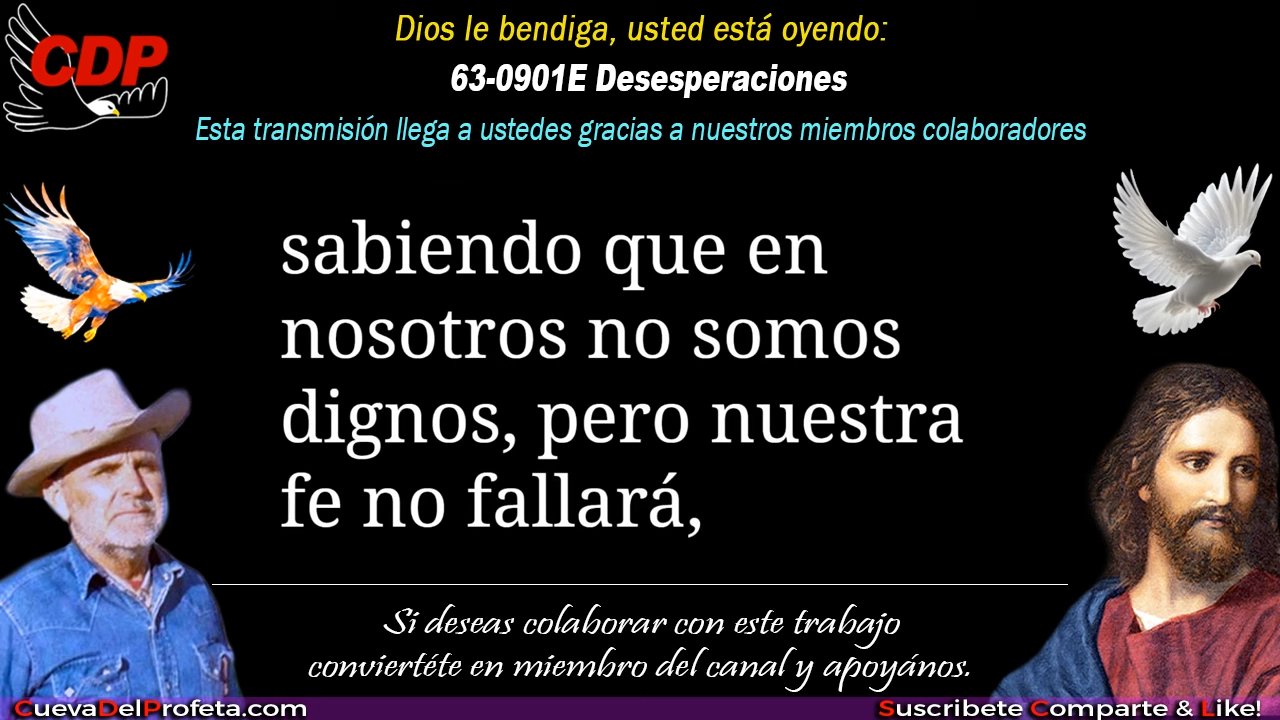 CDP
Dios le bendiga, usted está oyendo:
63-0901E Desesperaciones
Esta transmisión llega a ustedes gracias a nuestros miembros colaboradores
sabiendo que en
nosotros no somos
dignos, pero nuestra
fe no fallará,
Si deseas colaborar con este trabajo
conviertéte en miembro del canal y apoyános.
CuevaDelProfeta.com
Suscribete Comparte & Like!